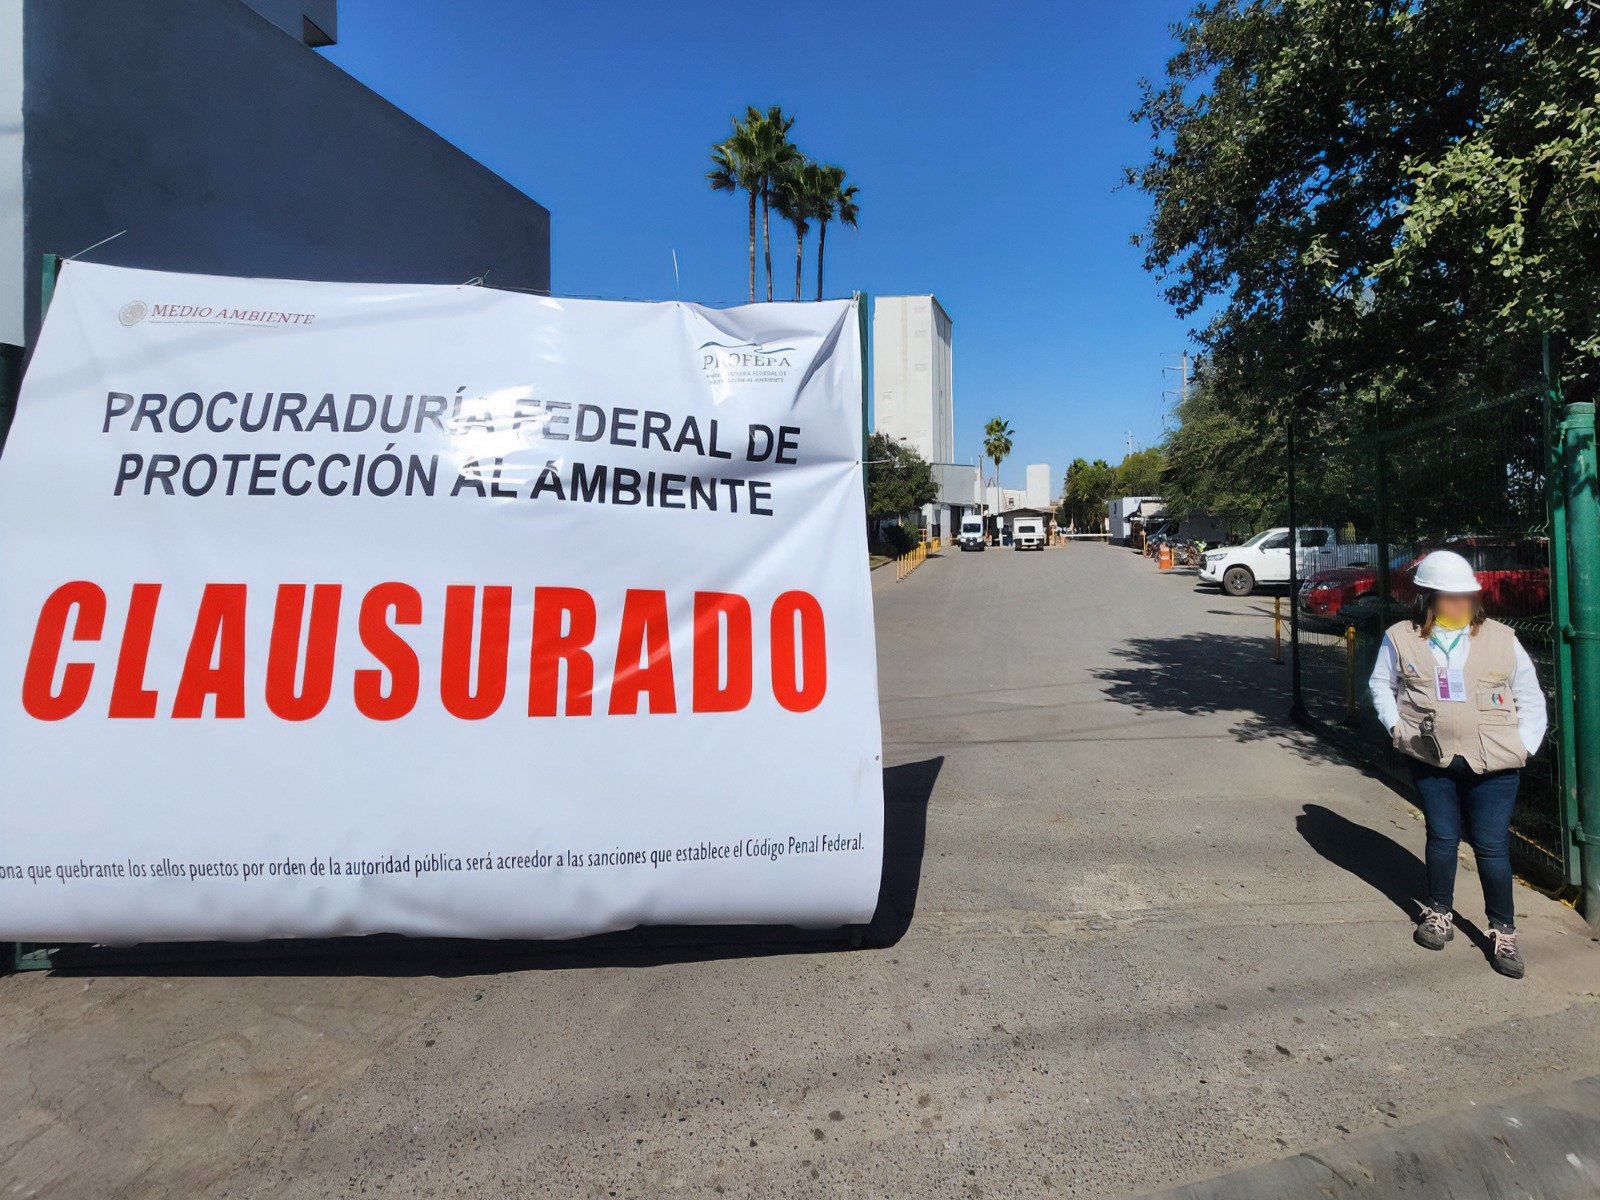 MEDIO AMBIENTE
PROFEPA
PROCURADURÍA FEDERAL DE
PROTECCIÓN AL AMBIENTE
CLAUSURADO
ona que quebrante los sellos puestos por orden de la autoridad pública será acreedor a las sanciones que establece el Código Penal Federal.